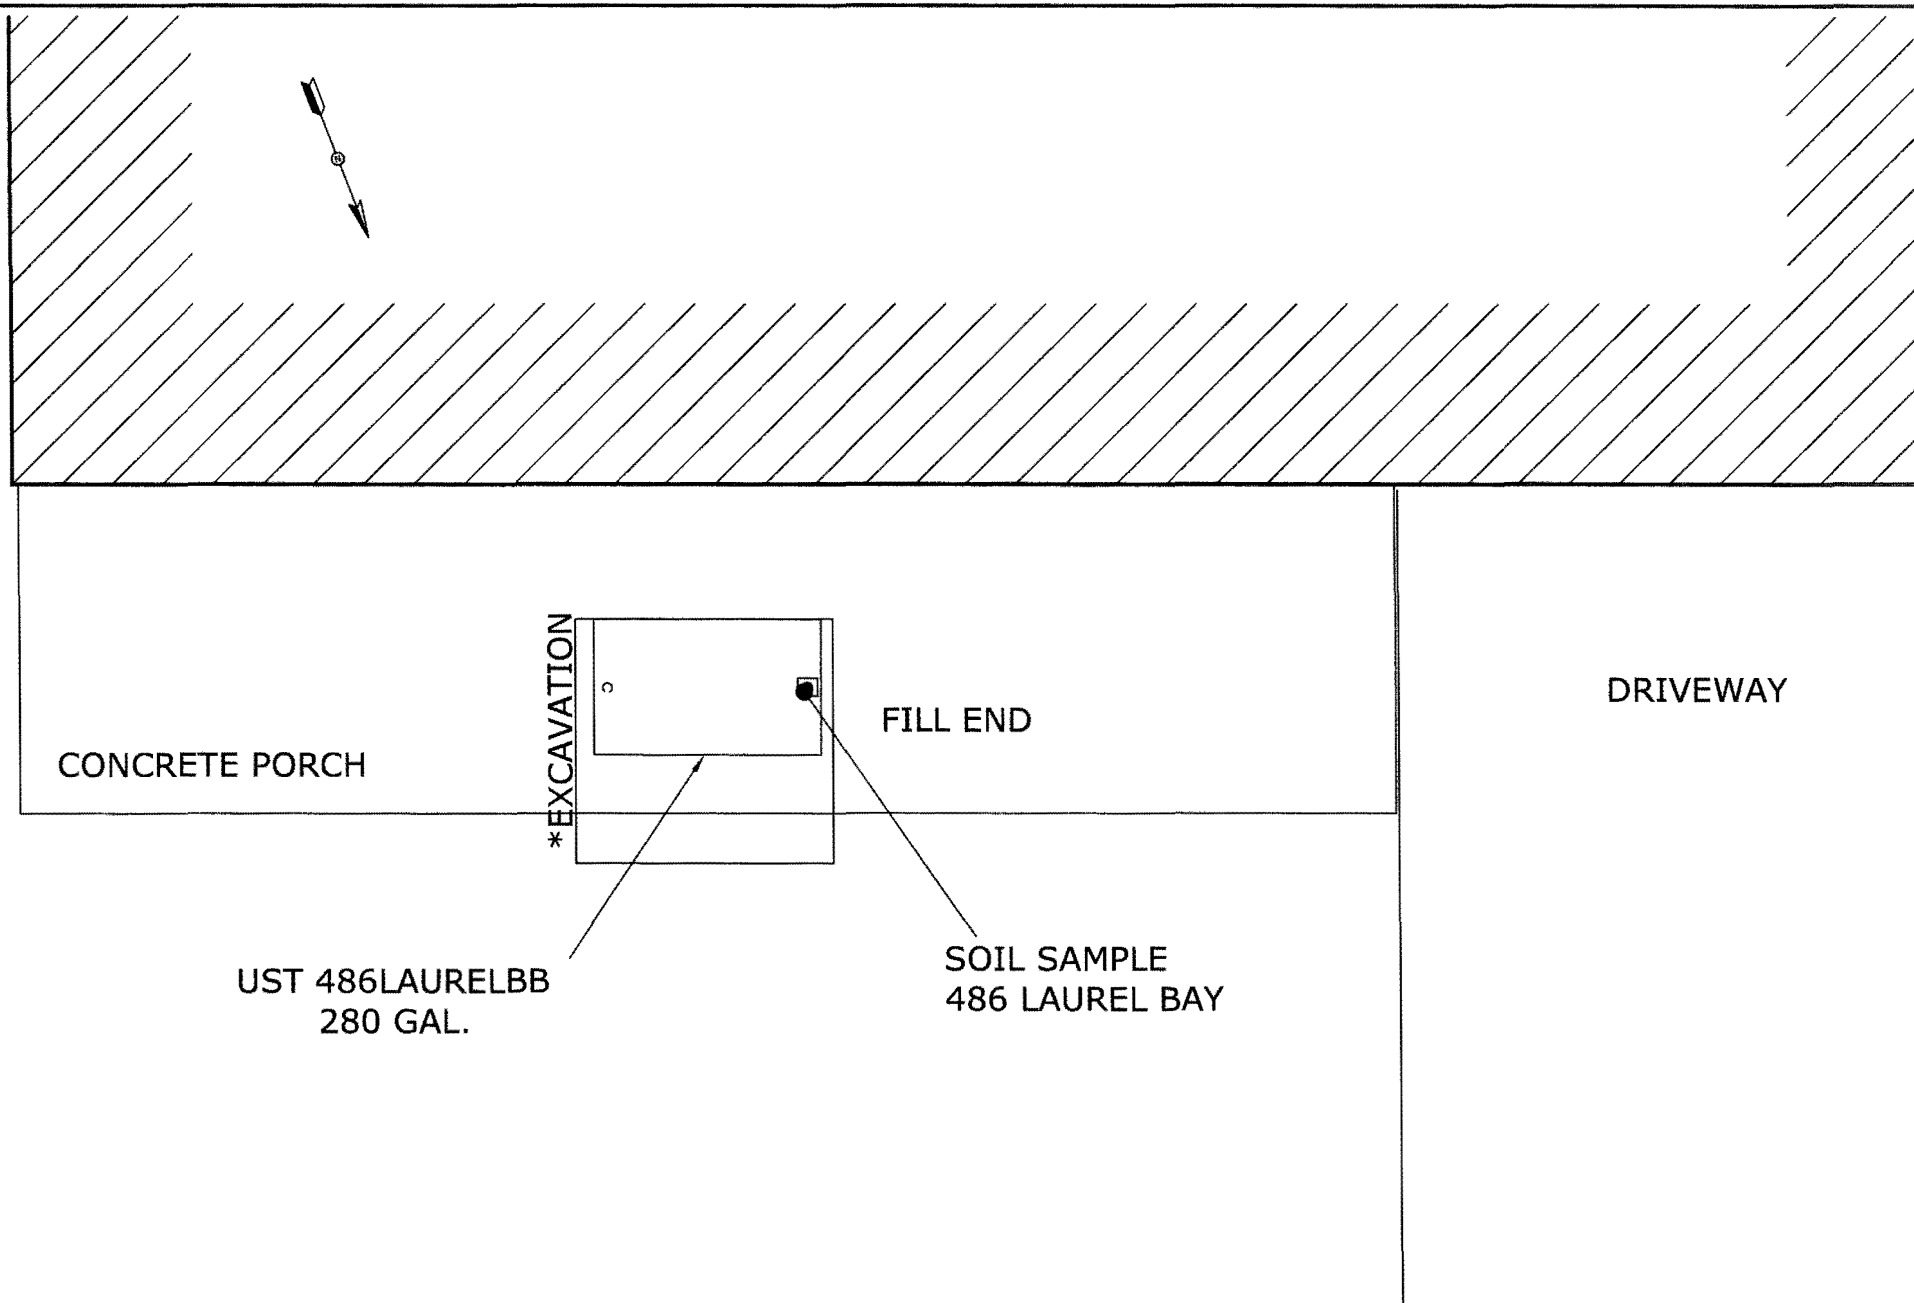 *EXCAVATION
C
FILL END
DRIVEWAY
CONCRETE PORCH
UST 486LAURELBB
280 GAL.
SOIL SAMPLE
486 LAUREL BAY